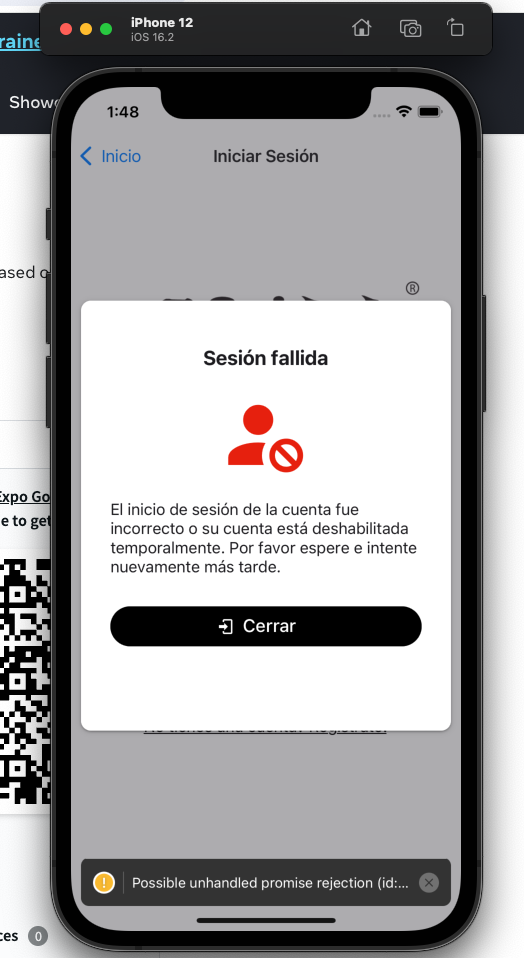 iPhone 12
iOS 16.2
raine
Show
1:48
Inicio
Iniciar Sesión
ased o
®
Sesión fallida
El inicio de sesión de la cuenta fue
incorrecto o su cuenta está deshabilitada
temporalmente. Por favor espere e intente
nuevamente más tarde.
Expo Go
e to get
Cerrar
Possible unhandled promise rejection (id:...
ces 0